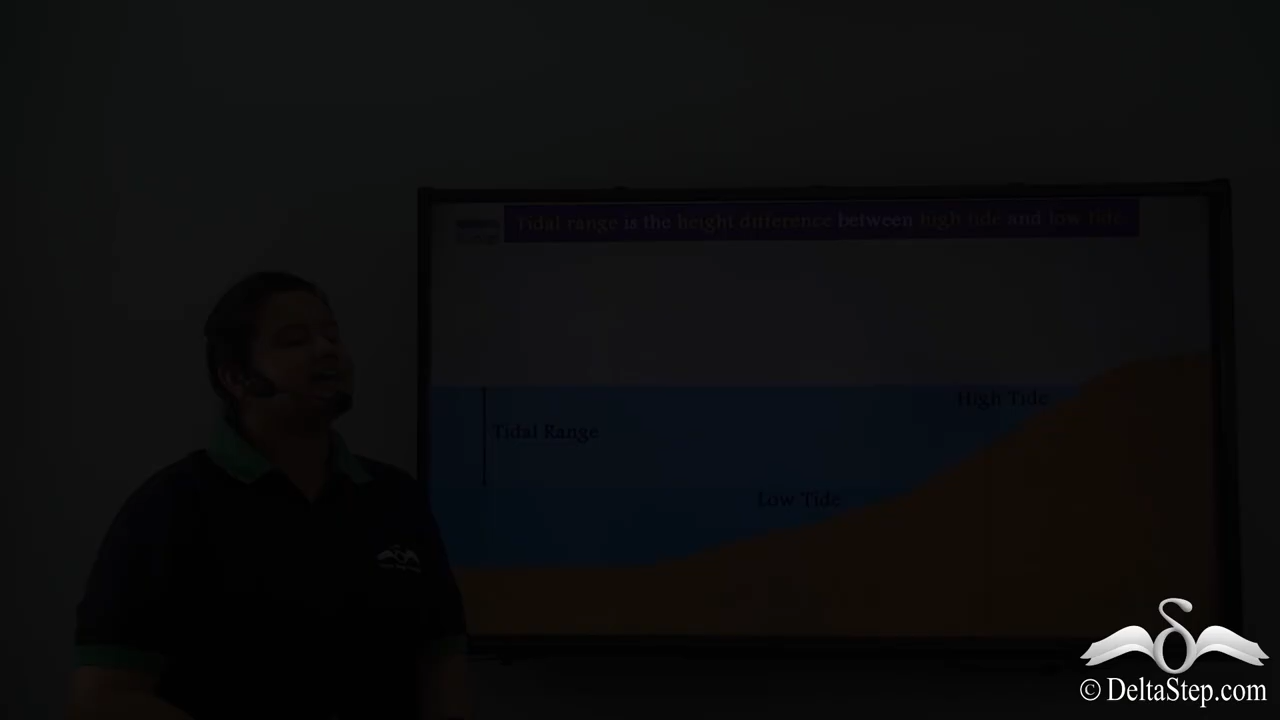 Tidal range is the height difference between high tide and low tide.
High Tide
Tidal Range
Low Tide
© DeltaStep.com